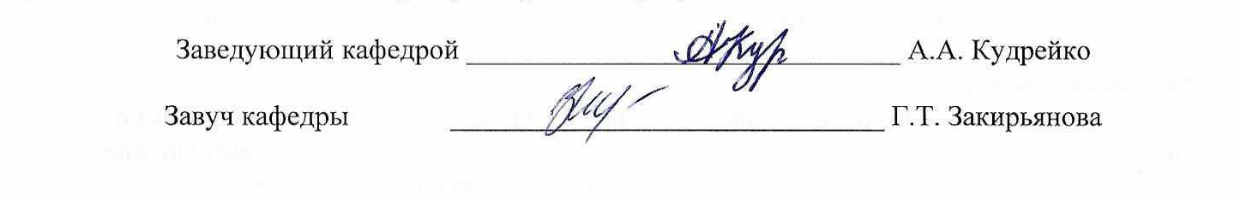 Заведующий кафедрой А.А. Кудрейко
Завуч кафедры Г.Т. Закирьянова